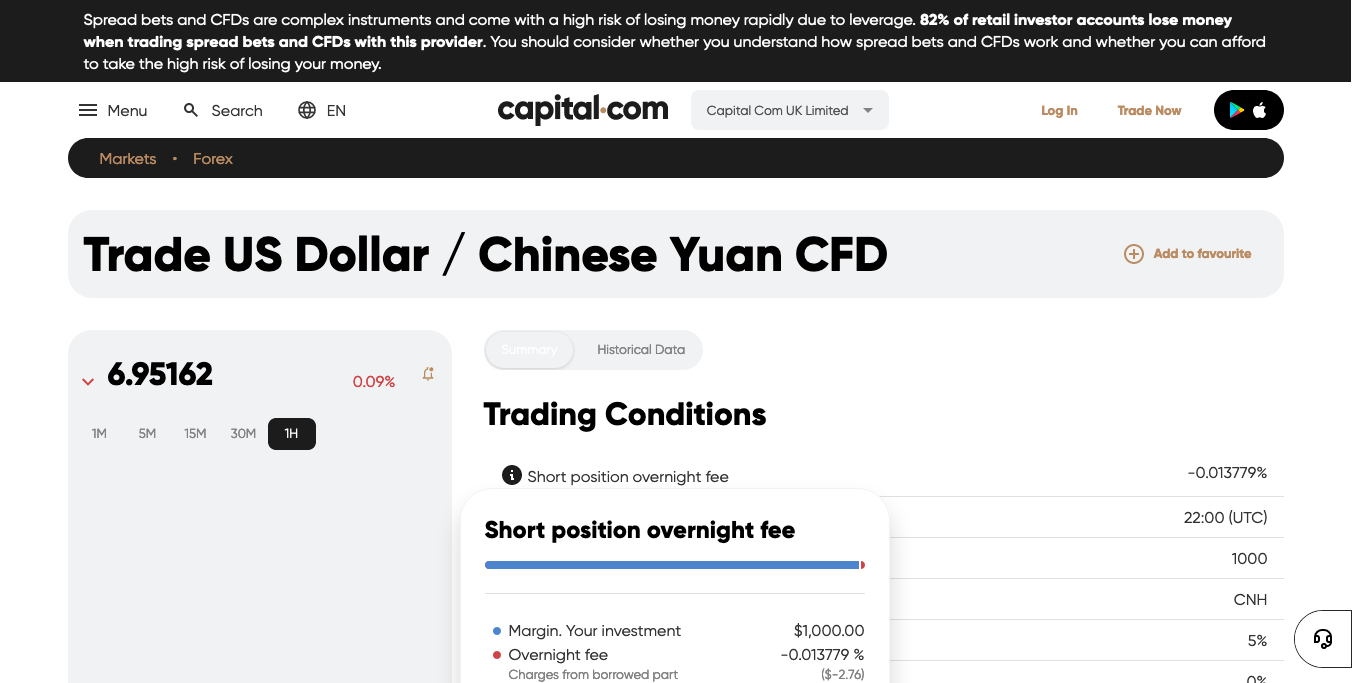 Spread bets and CFDs are complex instruments and come with a high risk of losing money rapidly due to leverage. 82% of retail investor accounts lose money
when trading spread bets and CFDs with this provider. You should consider whether you understand how spread bets and CFDs work and whether you can afford
to take the high risk of losing your money.
Menu Search EN capital.com Capital Com UK Limited Log In Trade Now
Markets • Forex
Trade US Dollar / Chinese Yuan CFD Add to favourite
6.95162 0.09%
1M 5M 15M 30M 1H
Summary Historical Data
Trading Conditions
Short position overnight fee -0.013779%
22:00 (UTC)
1000
CNH
5%
0%
Short position overnight fee
Margin. Your investment $1,000.00
Overnight fee -0.013779 %
Charges from borrowed part ($-2.76)